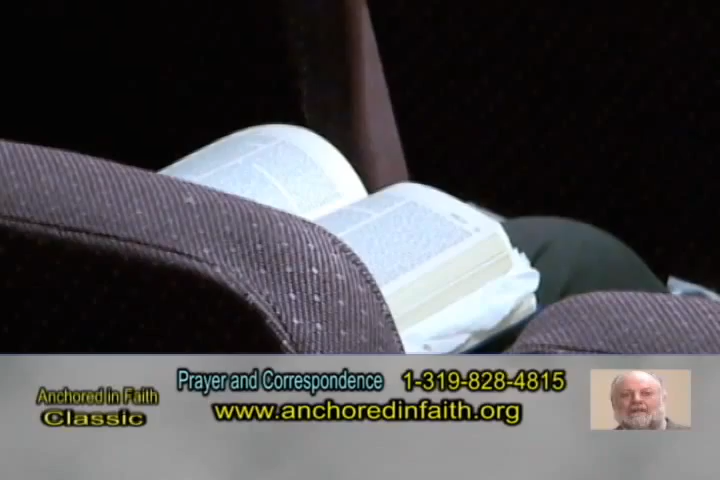 Anchored in Faith
Classic
Prayer and Correspondence 1-319-828-4815
www.anchoredinfaith.org